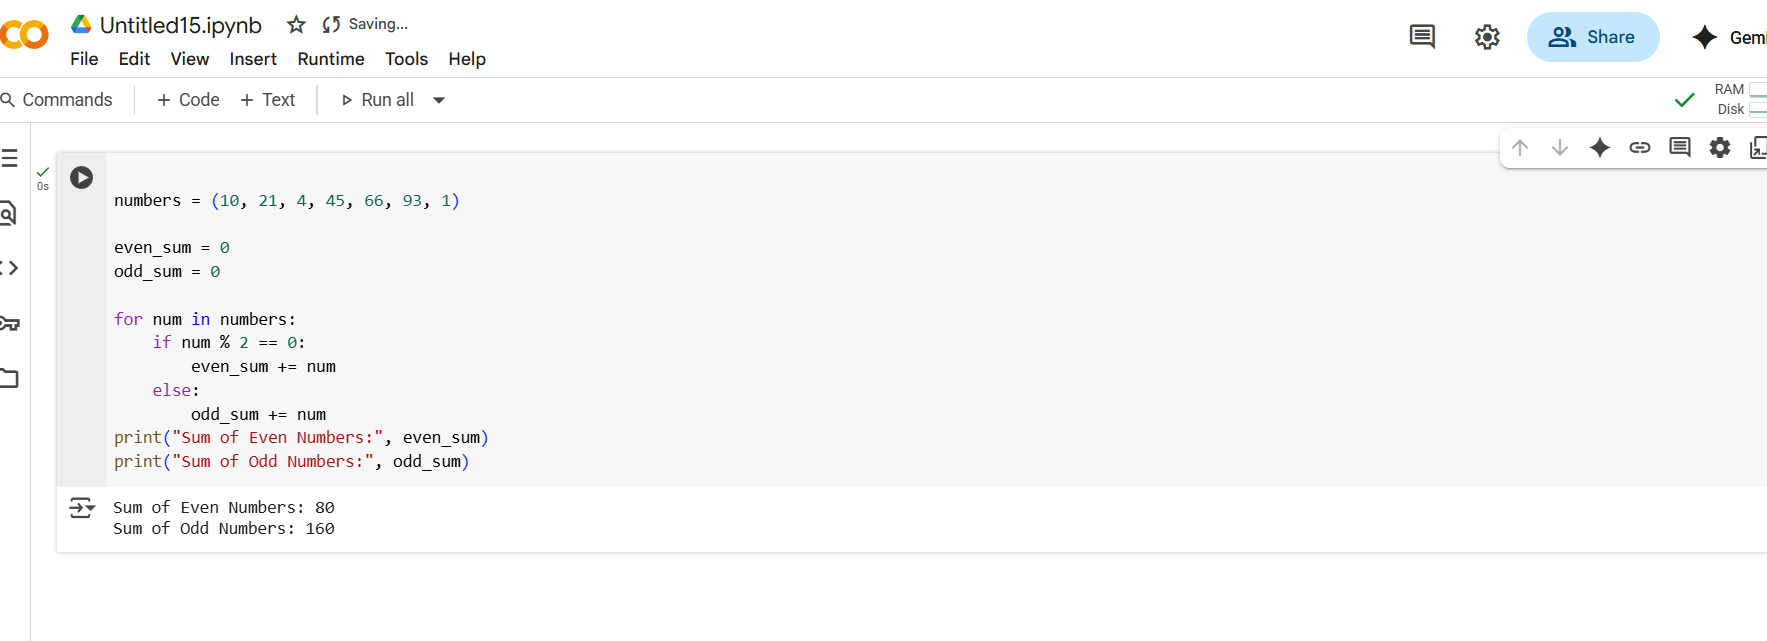 Untitled15.ipynb Saving...
File Edit View Insert Runtime Tools Help
Share
Commands + Code + Text Run all
RAM
Disk
0s
numbers = (10, 21, 4, 45, 66, 93, 1)
even_sum = 0
odd_sum = 0
for num in numbers:
if num % 2 == 0:
even_sum += num
else:
odd_sum += num
print("Sum of Even Numbers:", even_sum)
print("Sum of Odd Numbers:", odd_sum)
Sum of Even Numbers: 80
Sum of Odd Numbers: 160